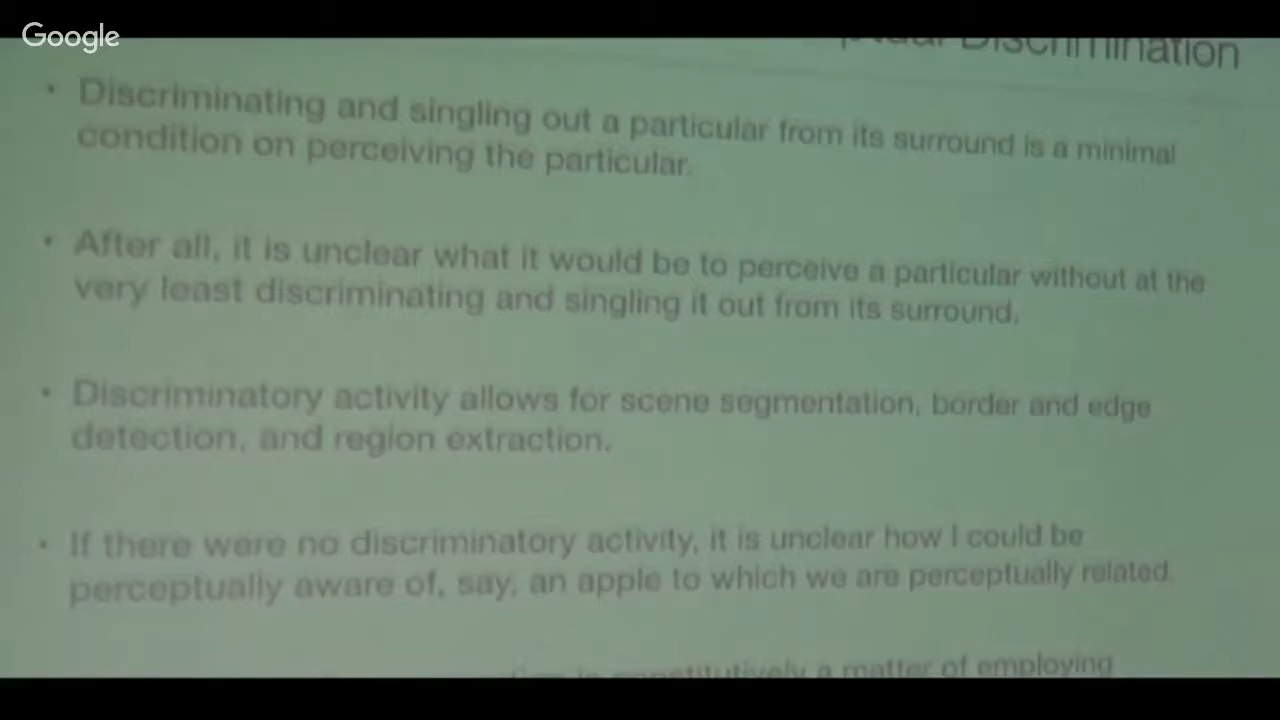 Google
Discrimination
• Discriminating and singling out a particular from its surround is a minimal
condition on perceiving the particular.
• After all, it is unclear what it would be to perceive a particular without at the
very least discriminating and singling it out from its surround.
• Discriminatory activity allows for scene segmentation, border and edge
detection, and region extraction.
• If there were no discriminatory activity, it is unclear how I could be
perceptually aware of, say, an apple to which we are perceptually related.
is constitutively a matter of employing